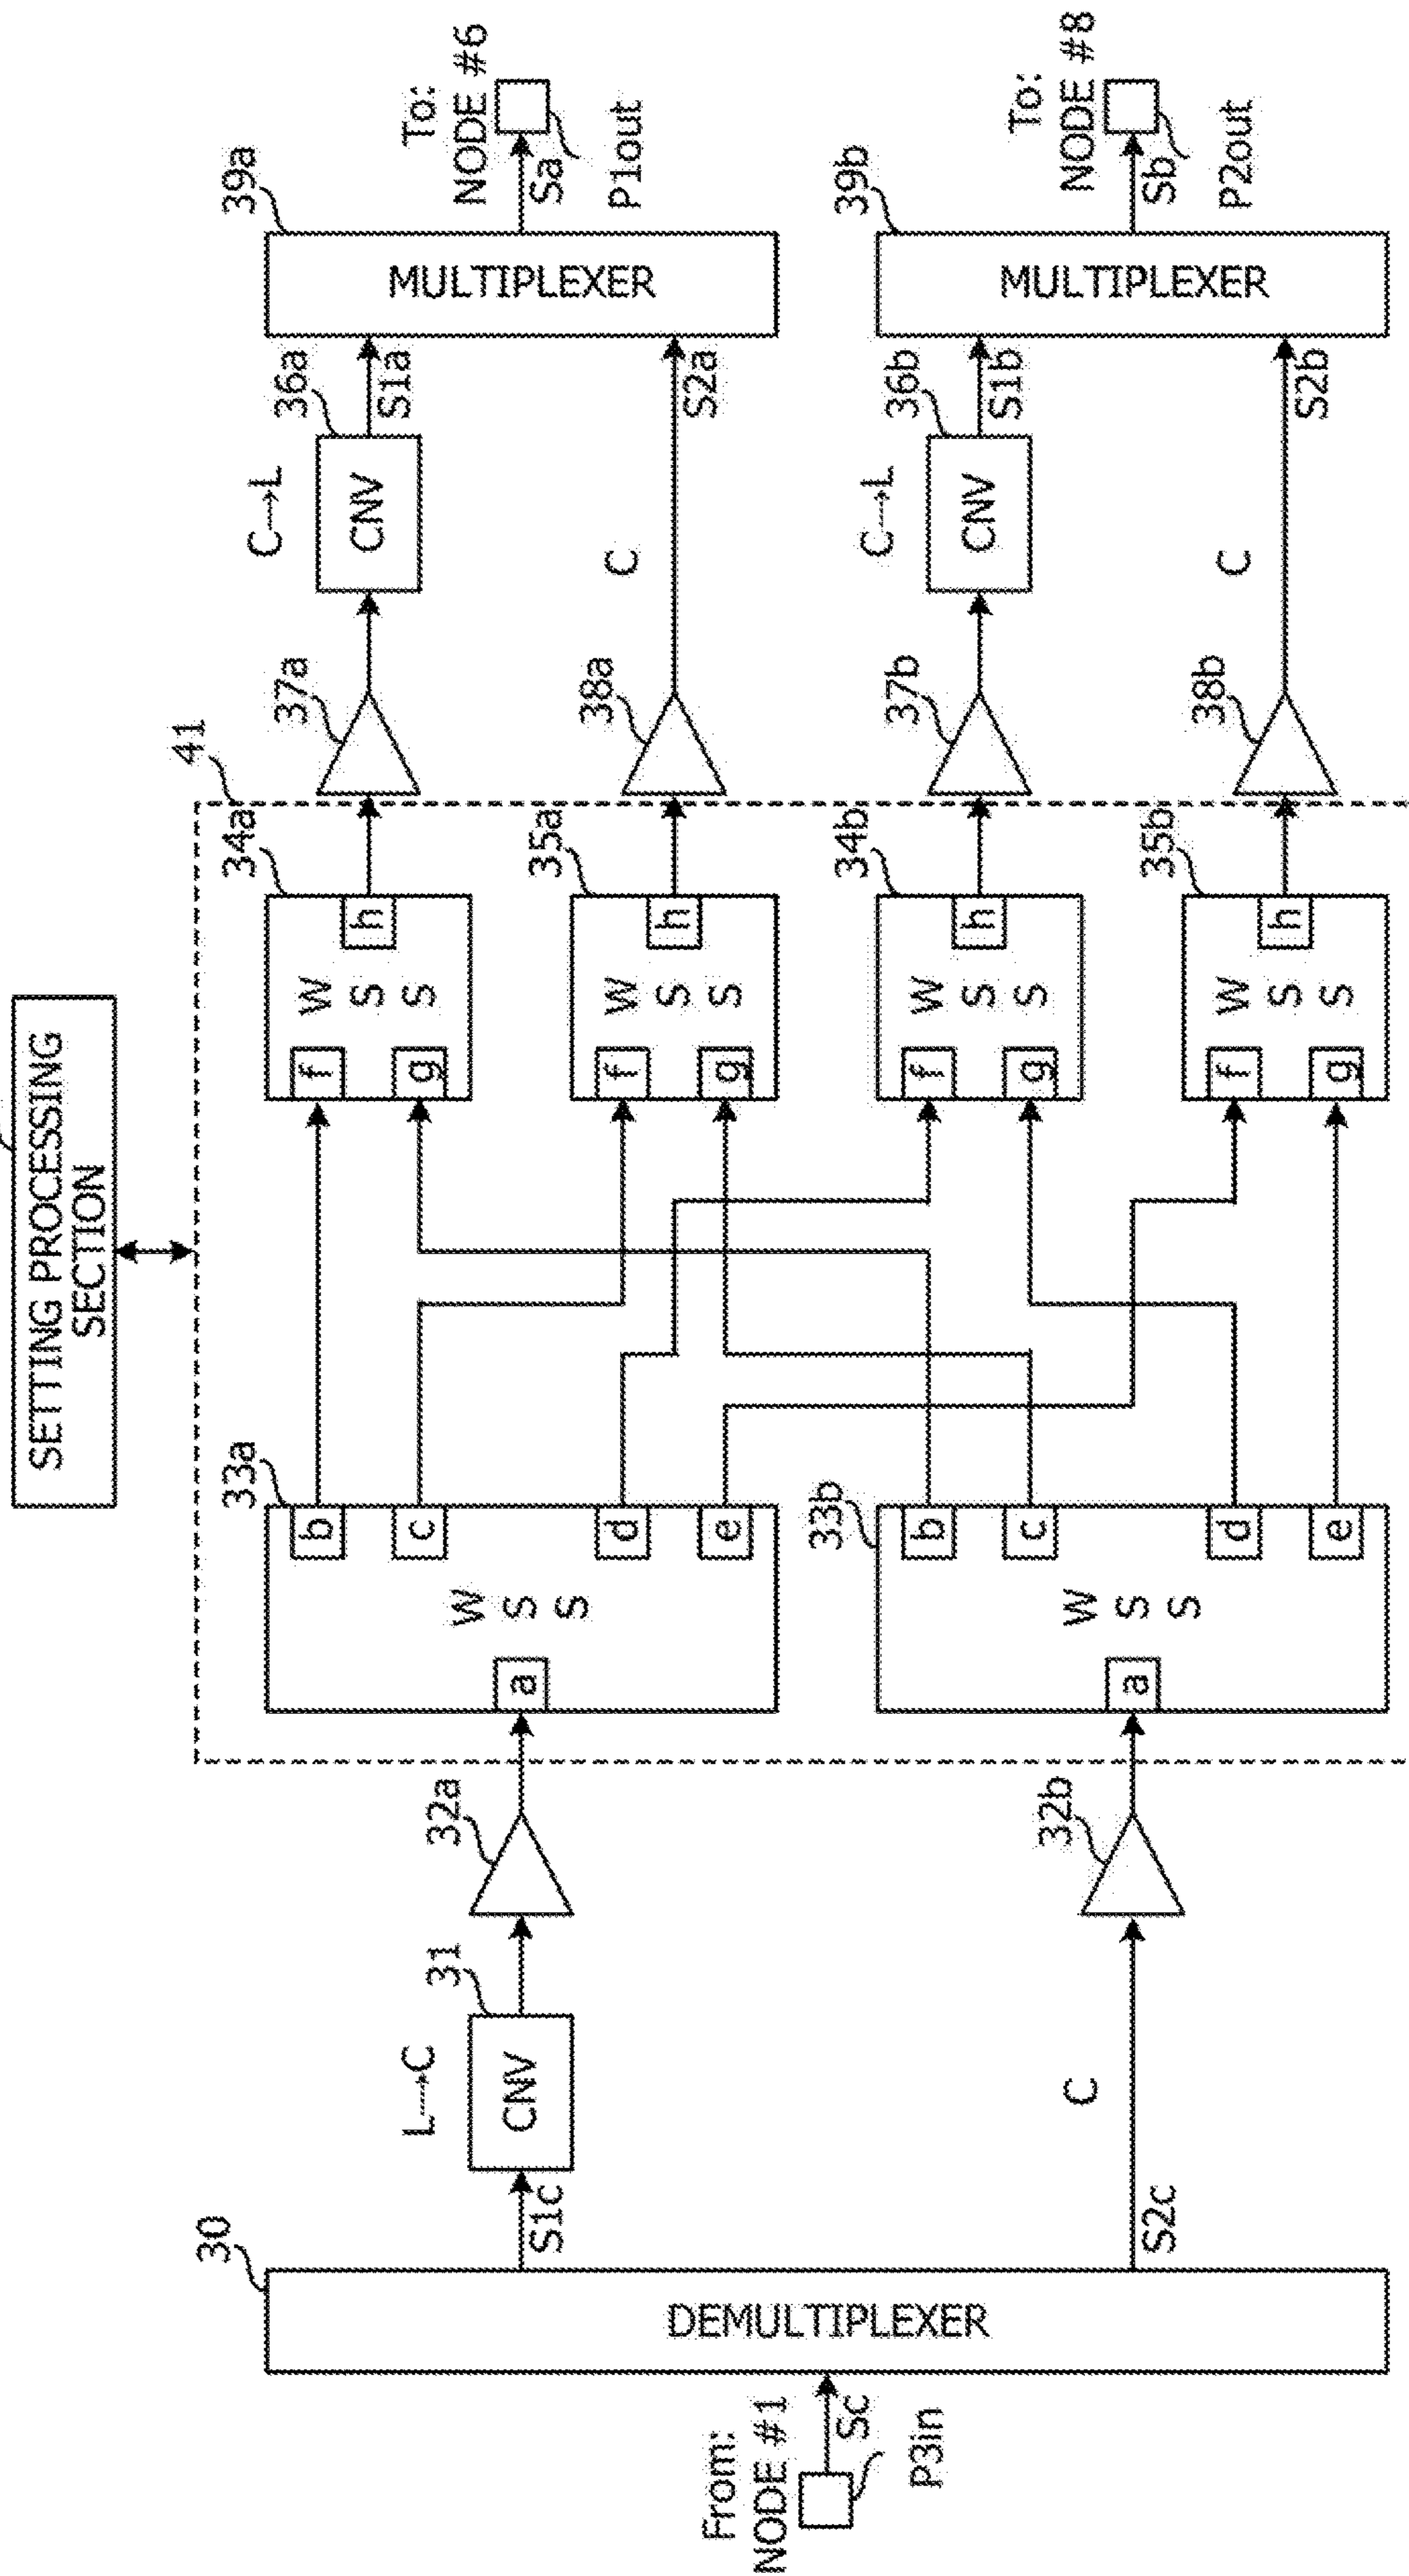 SETTING PROCESSING
SECTION
41
From:
NODE #1
Sc
P3in
30
DEMULTIPLEXER
S1c
L→C
31
CNV
32a
S2c
C
32b
33a
a
W
S
S
b
c
d
e
33b
a
W
S
S
b
c
d
e
34a
f
g
W
S
S
h
35a
f
g
W
S
S
h
34b
f
g
W
S
S
h
35b
f
g
W
S
S
h
37a
C→L
36a
CNV
S1a
38a
C
S2a
39a
MULTIPLEXER
To:
NODE #6
Sa
P1out
37b
C→L
36b
CNV
S1b
38b
C
S2b
39b
MULTIPLEXER
To:
NODE #8
Sb
P2out